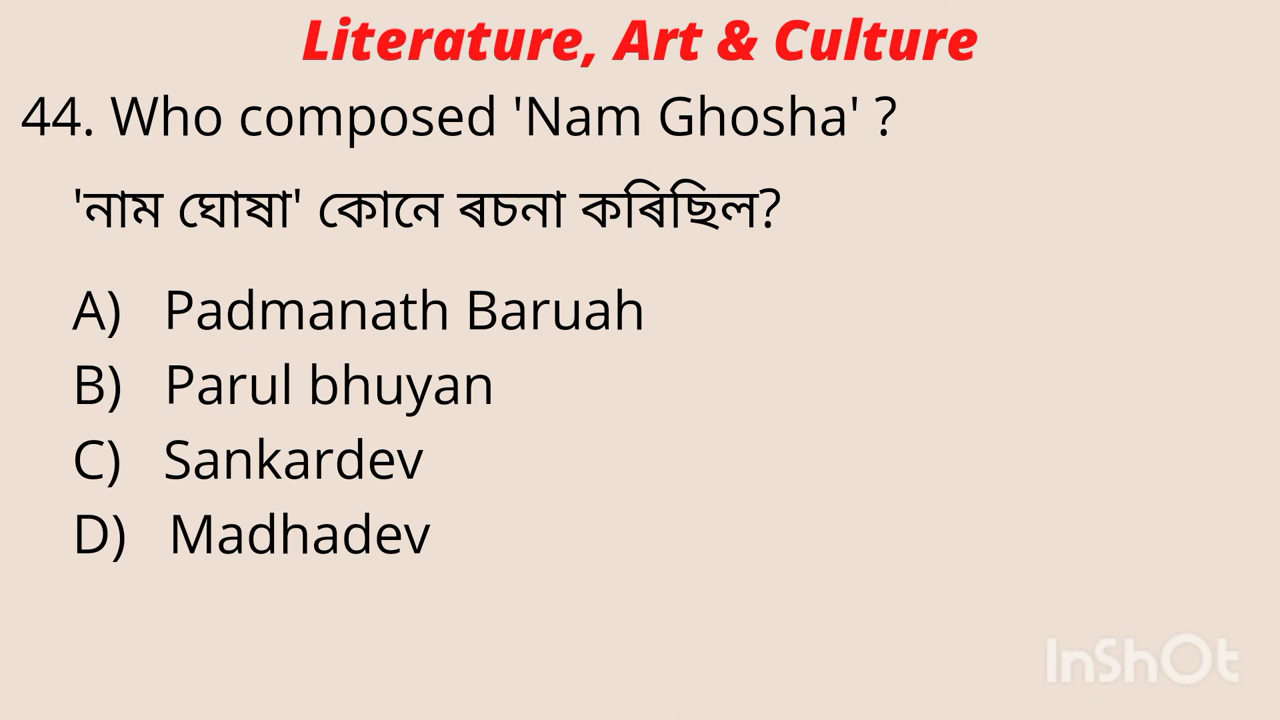 Literature, Art & Culture
44. Who composed 'Nam Ghosha' ?
'নাম ঘোষা' কোনে ৰচনা কৰিছিল?
A) Padmanath Baruah
B) Parul bhuyan
C) Sankardev
D) Madhadev
InShOt